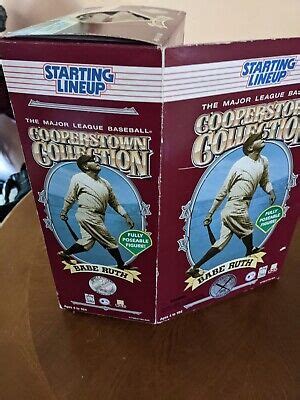 STARTING
LINEUP®
THE MAJOR LEAGUE BASEBALL®
COOPERSTOWN
COLLECTION
FULLY
POSEABLE
FIGURE!
BABE RUTH
STARTING
LINEUP
THE MAJOR LEAGUE BAS
COOPERSTOWN
COLLECTION
FULLY
POSEABLE
FIGURE!
BABE RUTH